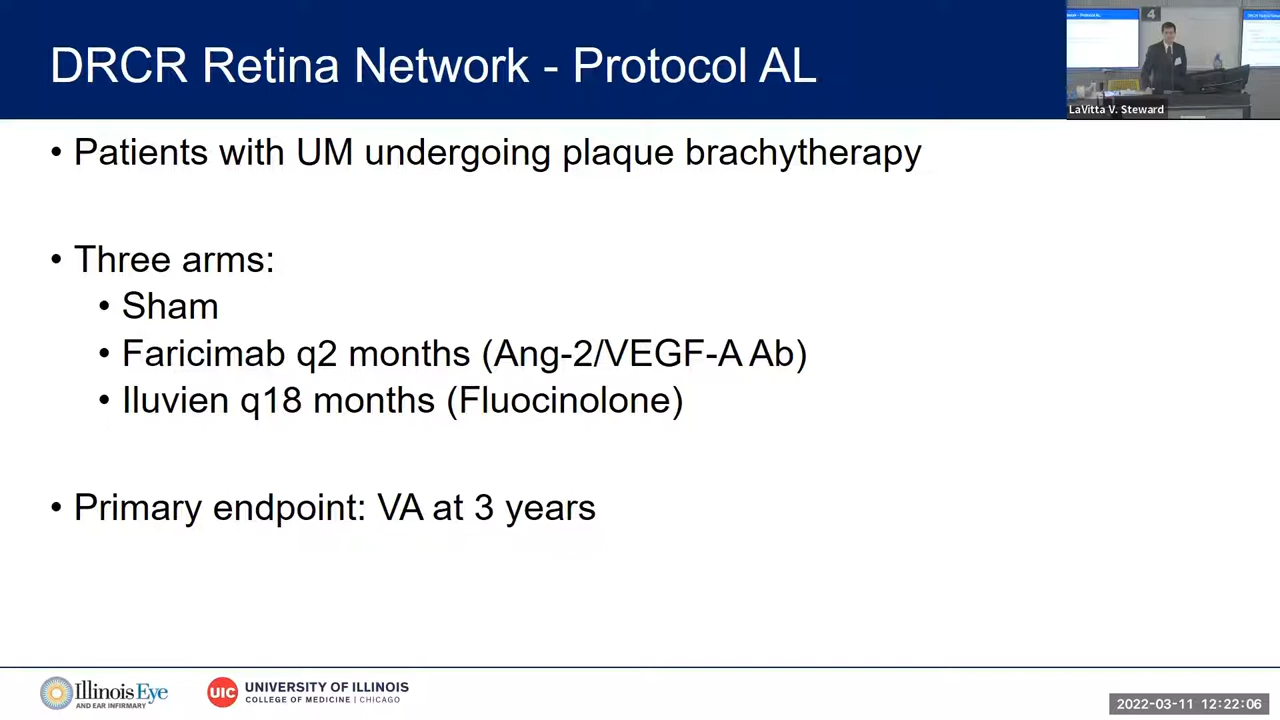 DRCR Retina Network - Protocol AL
4
LaVitta V. Steward
• Patients with UM undergoing plaque brachytherapy
• Three arms:
• Sham
• Faricimab q2 months (Ang-2/VEGF-A Ab)
• Iluvien q18 months (Fluocinolone)
• Primary endpoint: VA at 3 years
Illinois Eye
AND EAR INFIRMARY
UIC
UNIVERSITY OF ILLINOIS
COLLEGE OF MEDICINE | CHICAGO
2022-03-11 12:22:06